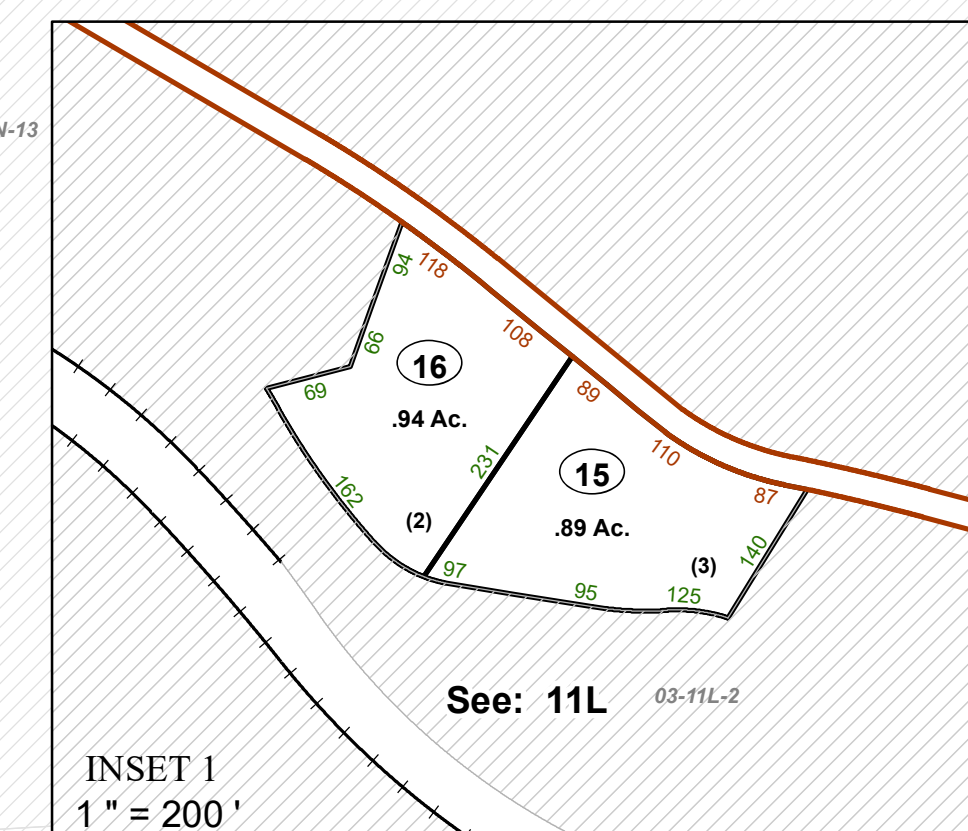 N-13
94
118
66
108
16
69
.94 Ac.
89
231
110
15
162
87
(2)
.89 Ac.
140
(3)
97
95
125
See: 11L
03-11L-2
INSET 1
1 " = 200 '